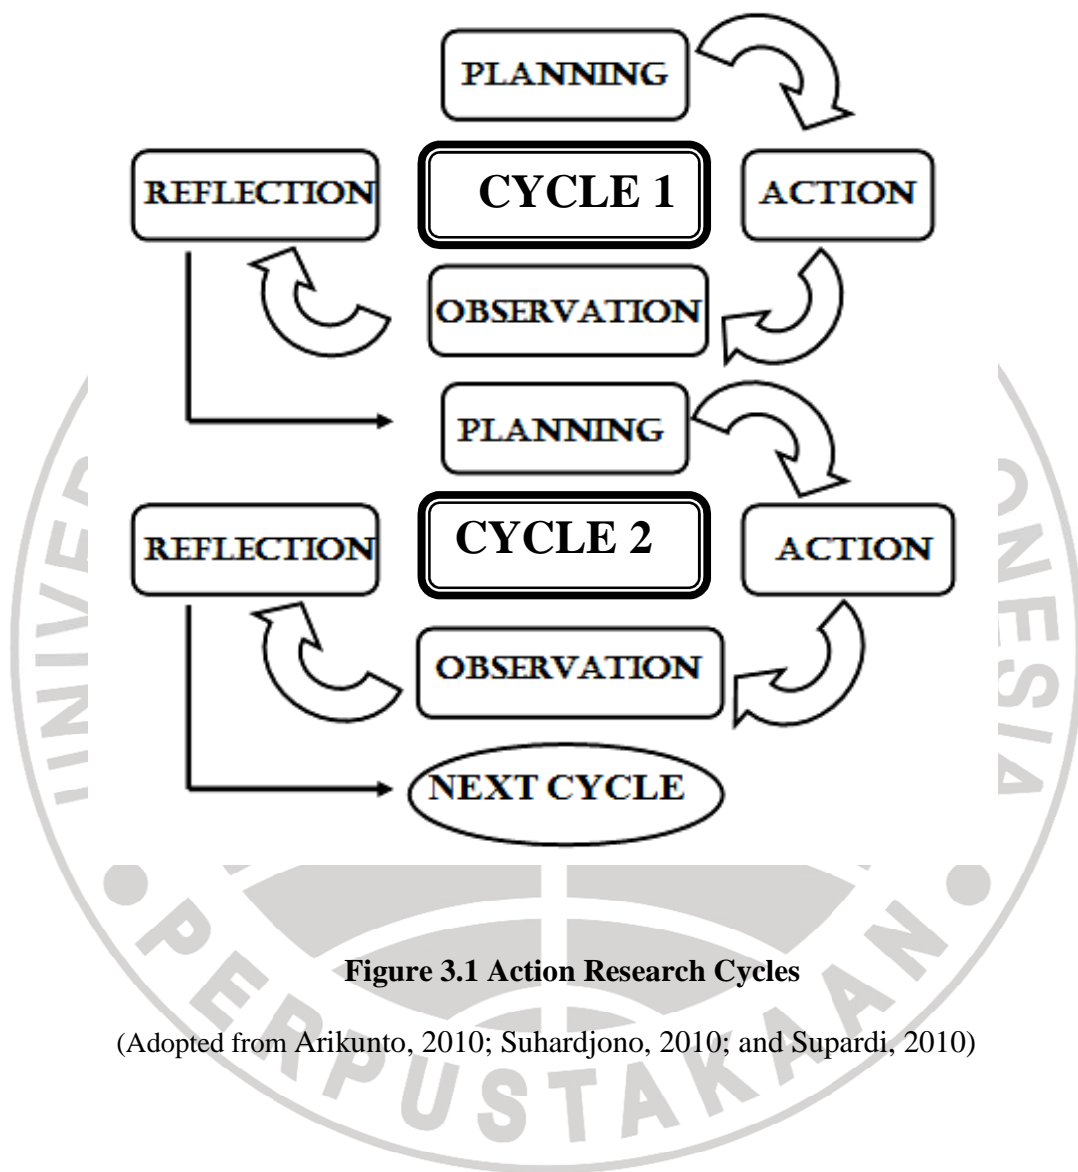 PLANNING
REFLECTION
CYCLE 1
ACTION
OBSERVATION
PLANNING
REFLECTION
CYCLE 2
ACTION
OBSERVATION
NEXT CYCLE
Figure 3.1 Action Research Cycles
(Adopted from Arikunto, 2010; Suhardjono, 2010; and Supardi, 2010)
PERPUSTAKAAN